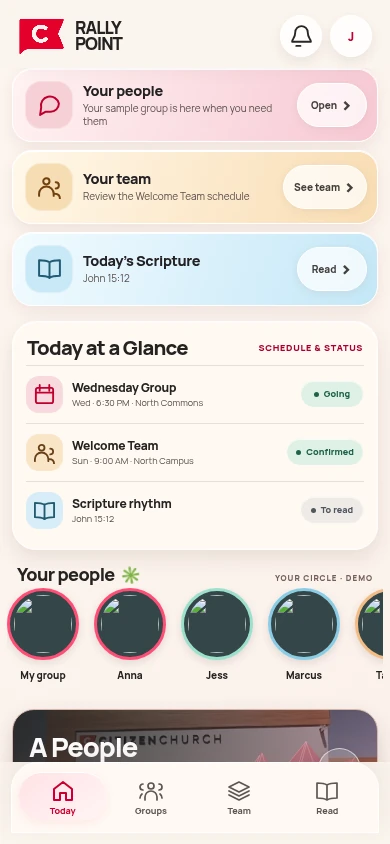 C
RALLY
POINT
J
Your people
Your sample group is here when you need
them
Open
Your team
Review the Welcome Team schedule
See team
Today's Scripture
John 15:12
Read
Today at a Glance
SCHEDULE & STATUS
Wednesday Group
Wed · 6:30 PM · North Commons
Going
Welcome Team
Sun · 9:00 AM · North Campus
Confirmed
Scripture rhythm
John 15:12
To read
Your people
YOUR CIRCLE · DEMO
My group
Anna
Jess
Marcus
CITIZENCHURCH
A People
Today
Groups
Team
Read